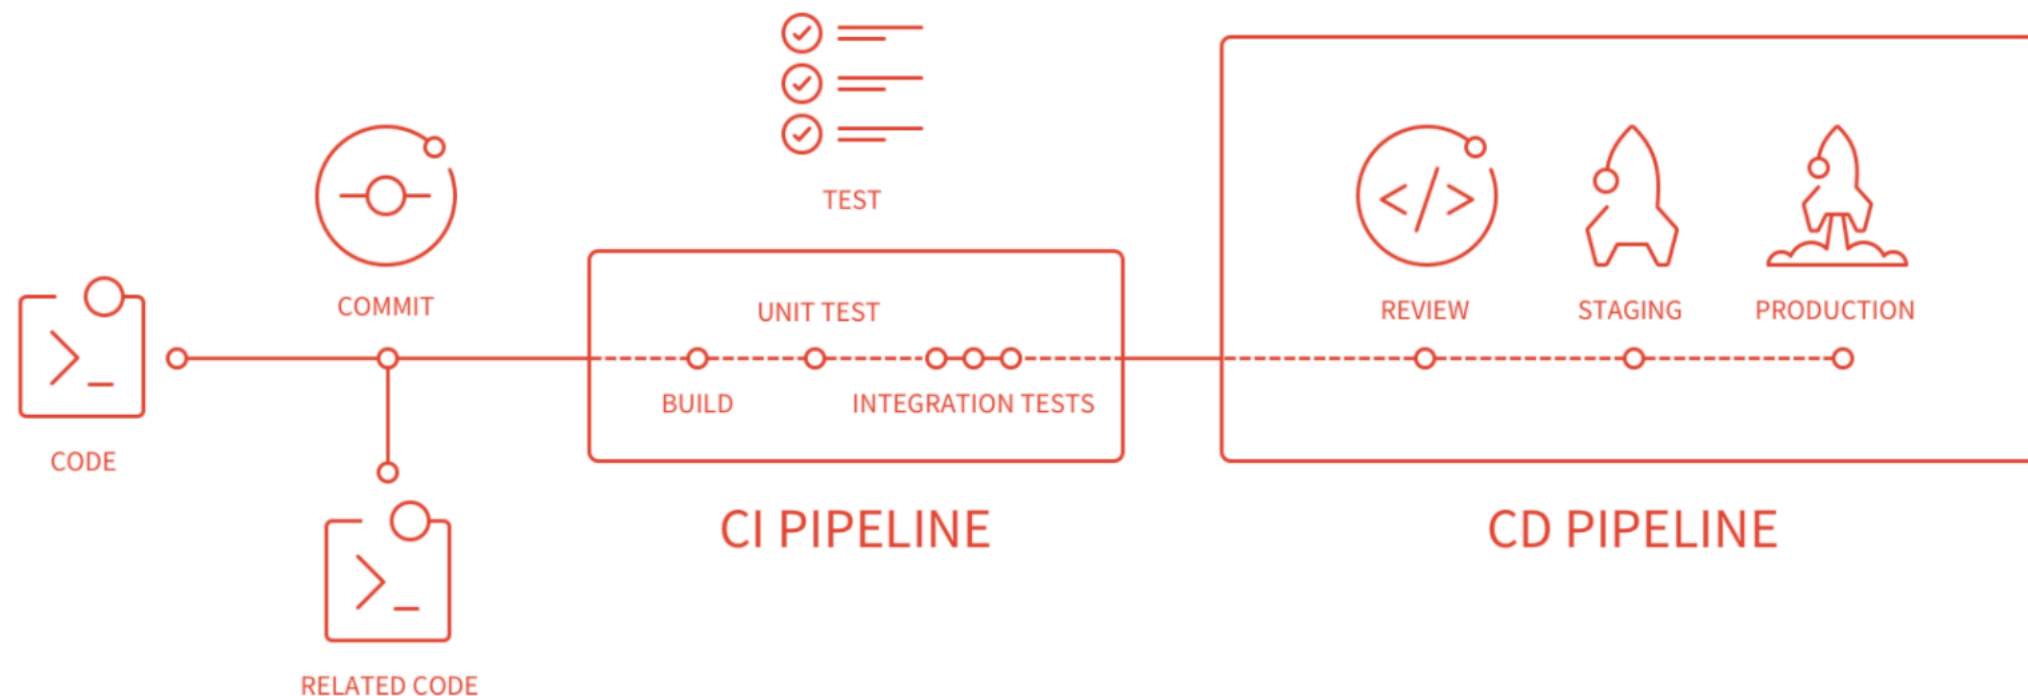 TEST
COMMIT
UNIT TEST
REVIEW
STAGING
PRODUCTION
BUILD
INTEGRATION TESTS
CODE
CI PIPELINE
CD PIPELINE
RELATED CODE